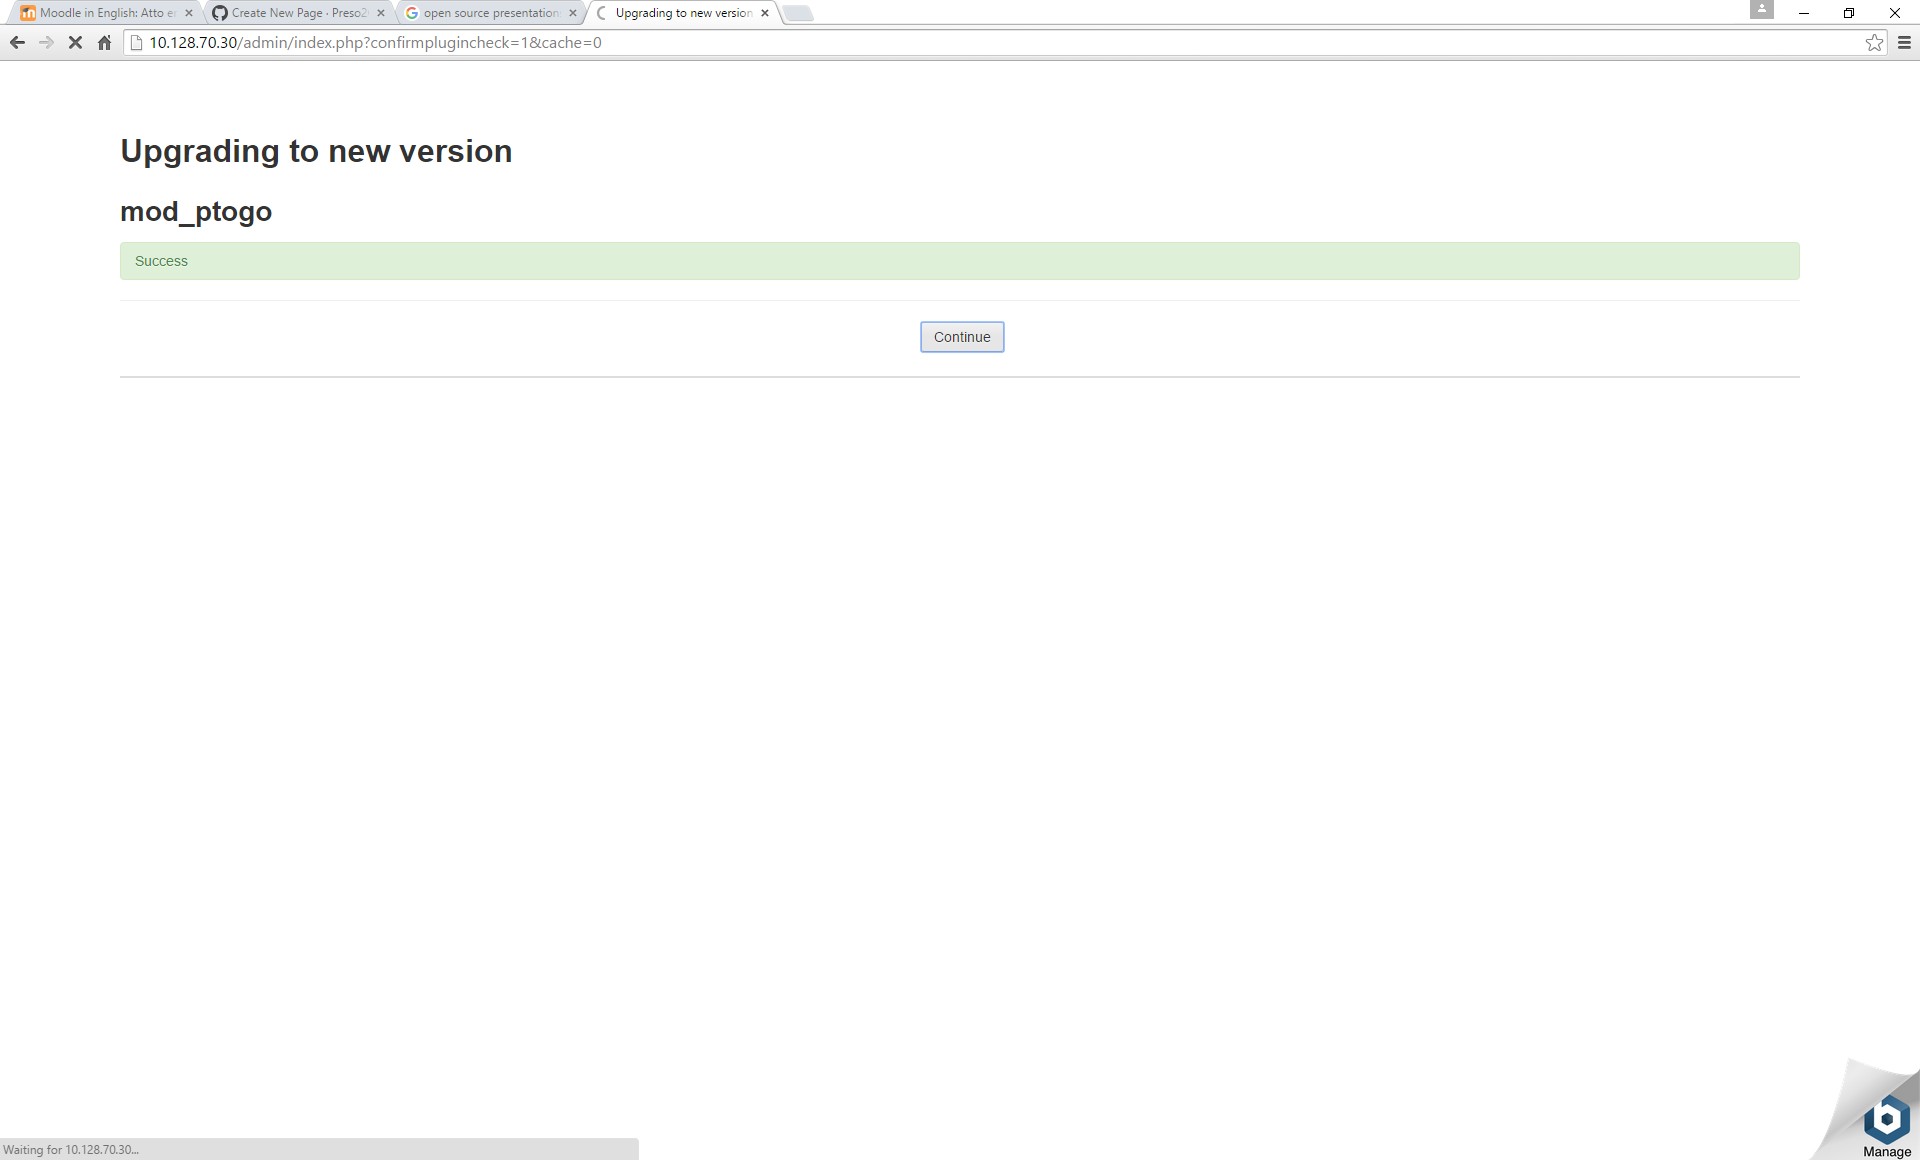 Moodle in English: Atto e
Create New Page · Preso2
open source presentation
Upgrading to new version
10.128.70.30/admin/index.php?confirmplugincheck=1&cache=0
Upgrading to new version
mod_ptogo
Success
Continue
Waiting for 10.128.70.30...
Manage